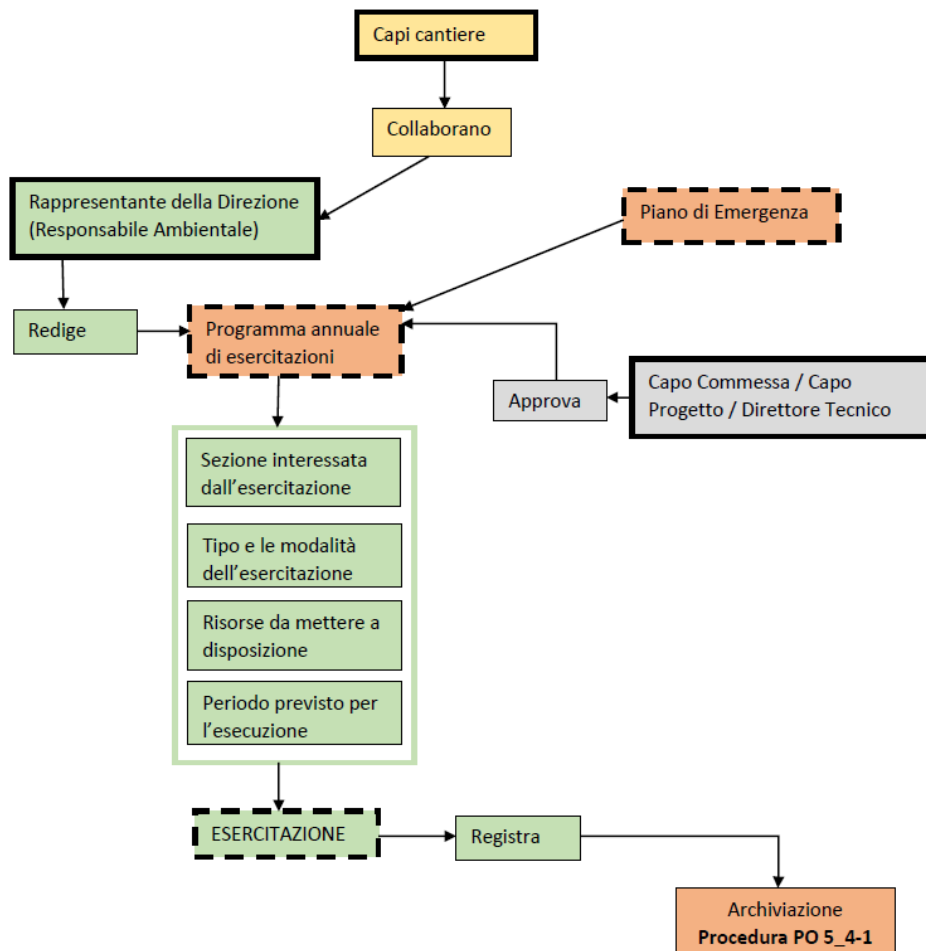 Capi cantiere
Collaborano
Rappresentante della Direzione
(Responsabile Ambientale)
Piano di Emergenza
Redige
Programma annuale
di esercitazioni
Approva
Capo Commessa / Capo
Progetto / Direttore Tecnico
Sezione interessata
dall’esercitazione
Tipo e le modalità
dell’esercitazione
Risorse da mettere a
disposizione
Periodo previsto per
l’esecuzione
ESERCITAZIONE
Registra
Archiviazione
Procedura PO 5_4-1